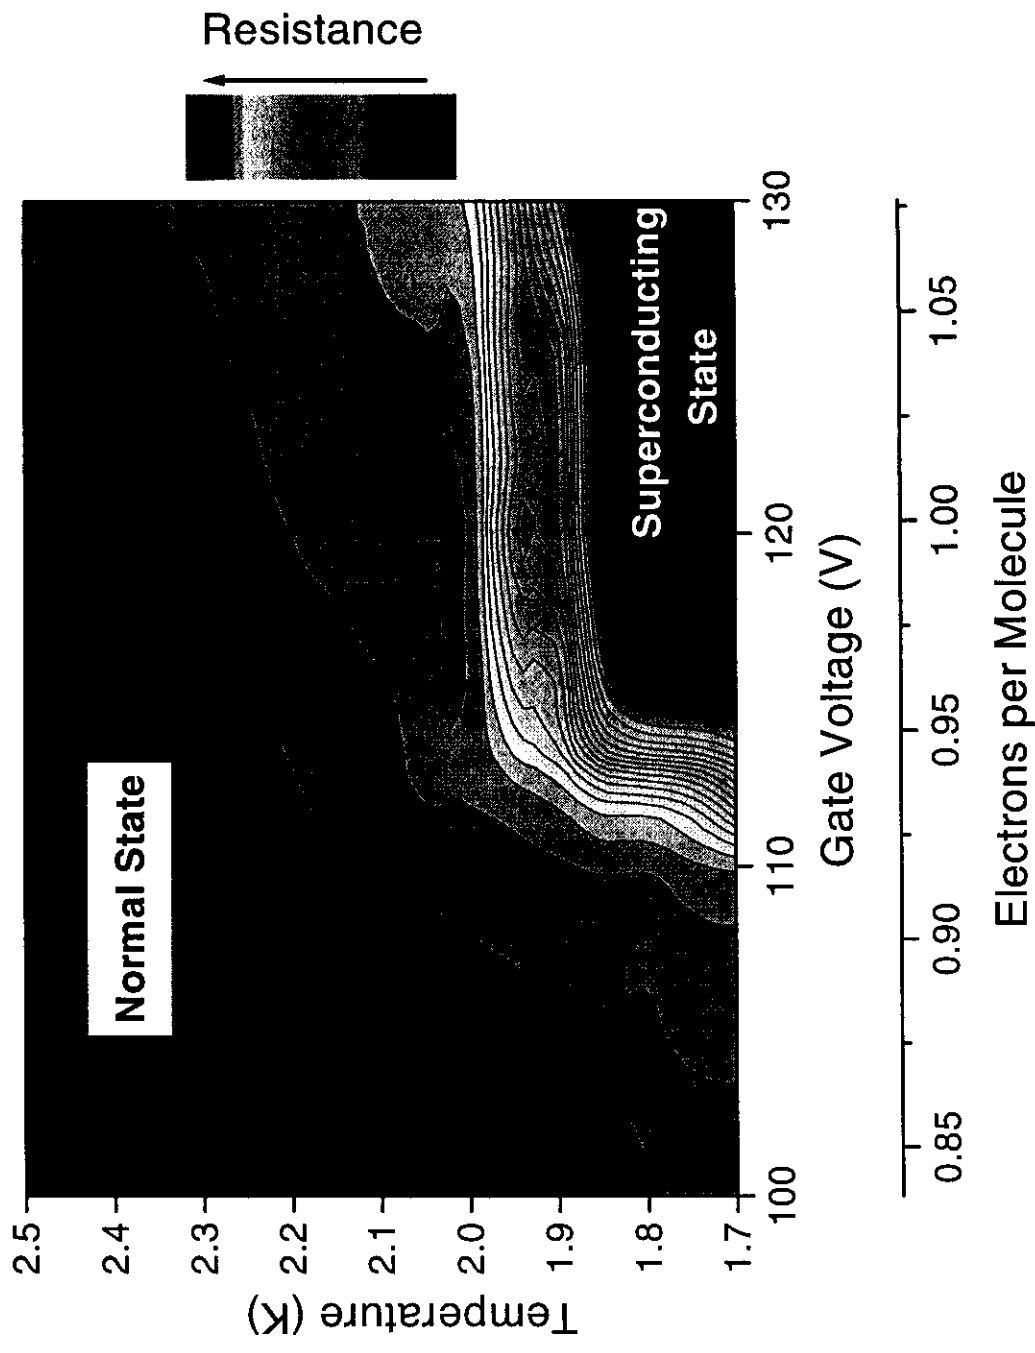 Resistance
Normal State
Superconducting
State
Temperature (K)
2.5
2.4
2.3
2.2
2.1
2.0
1.9
1.8
1.7
100
110
120
130
Gate Voltage (V)
0.85
0.90
0.95
1.00
1.05
Electrons per Molecule